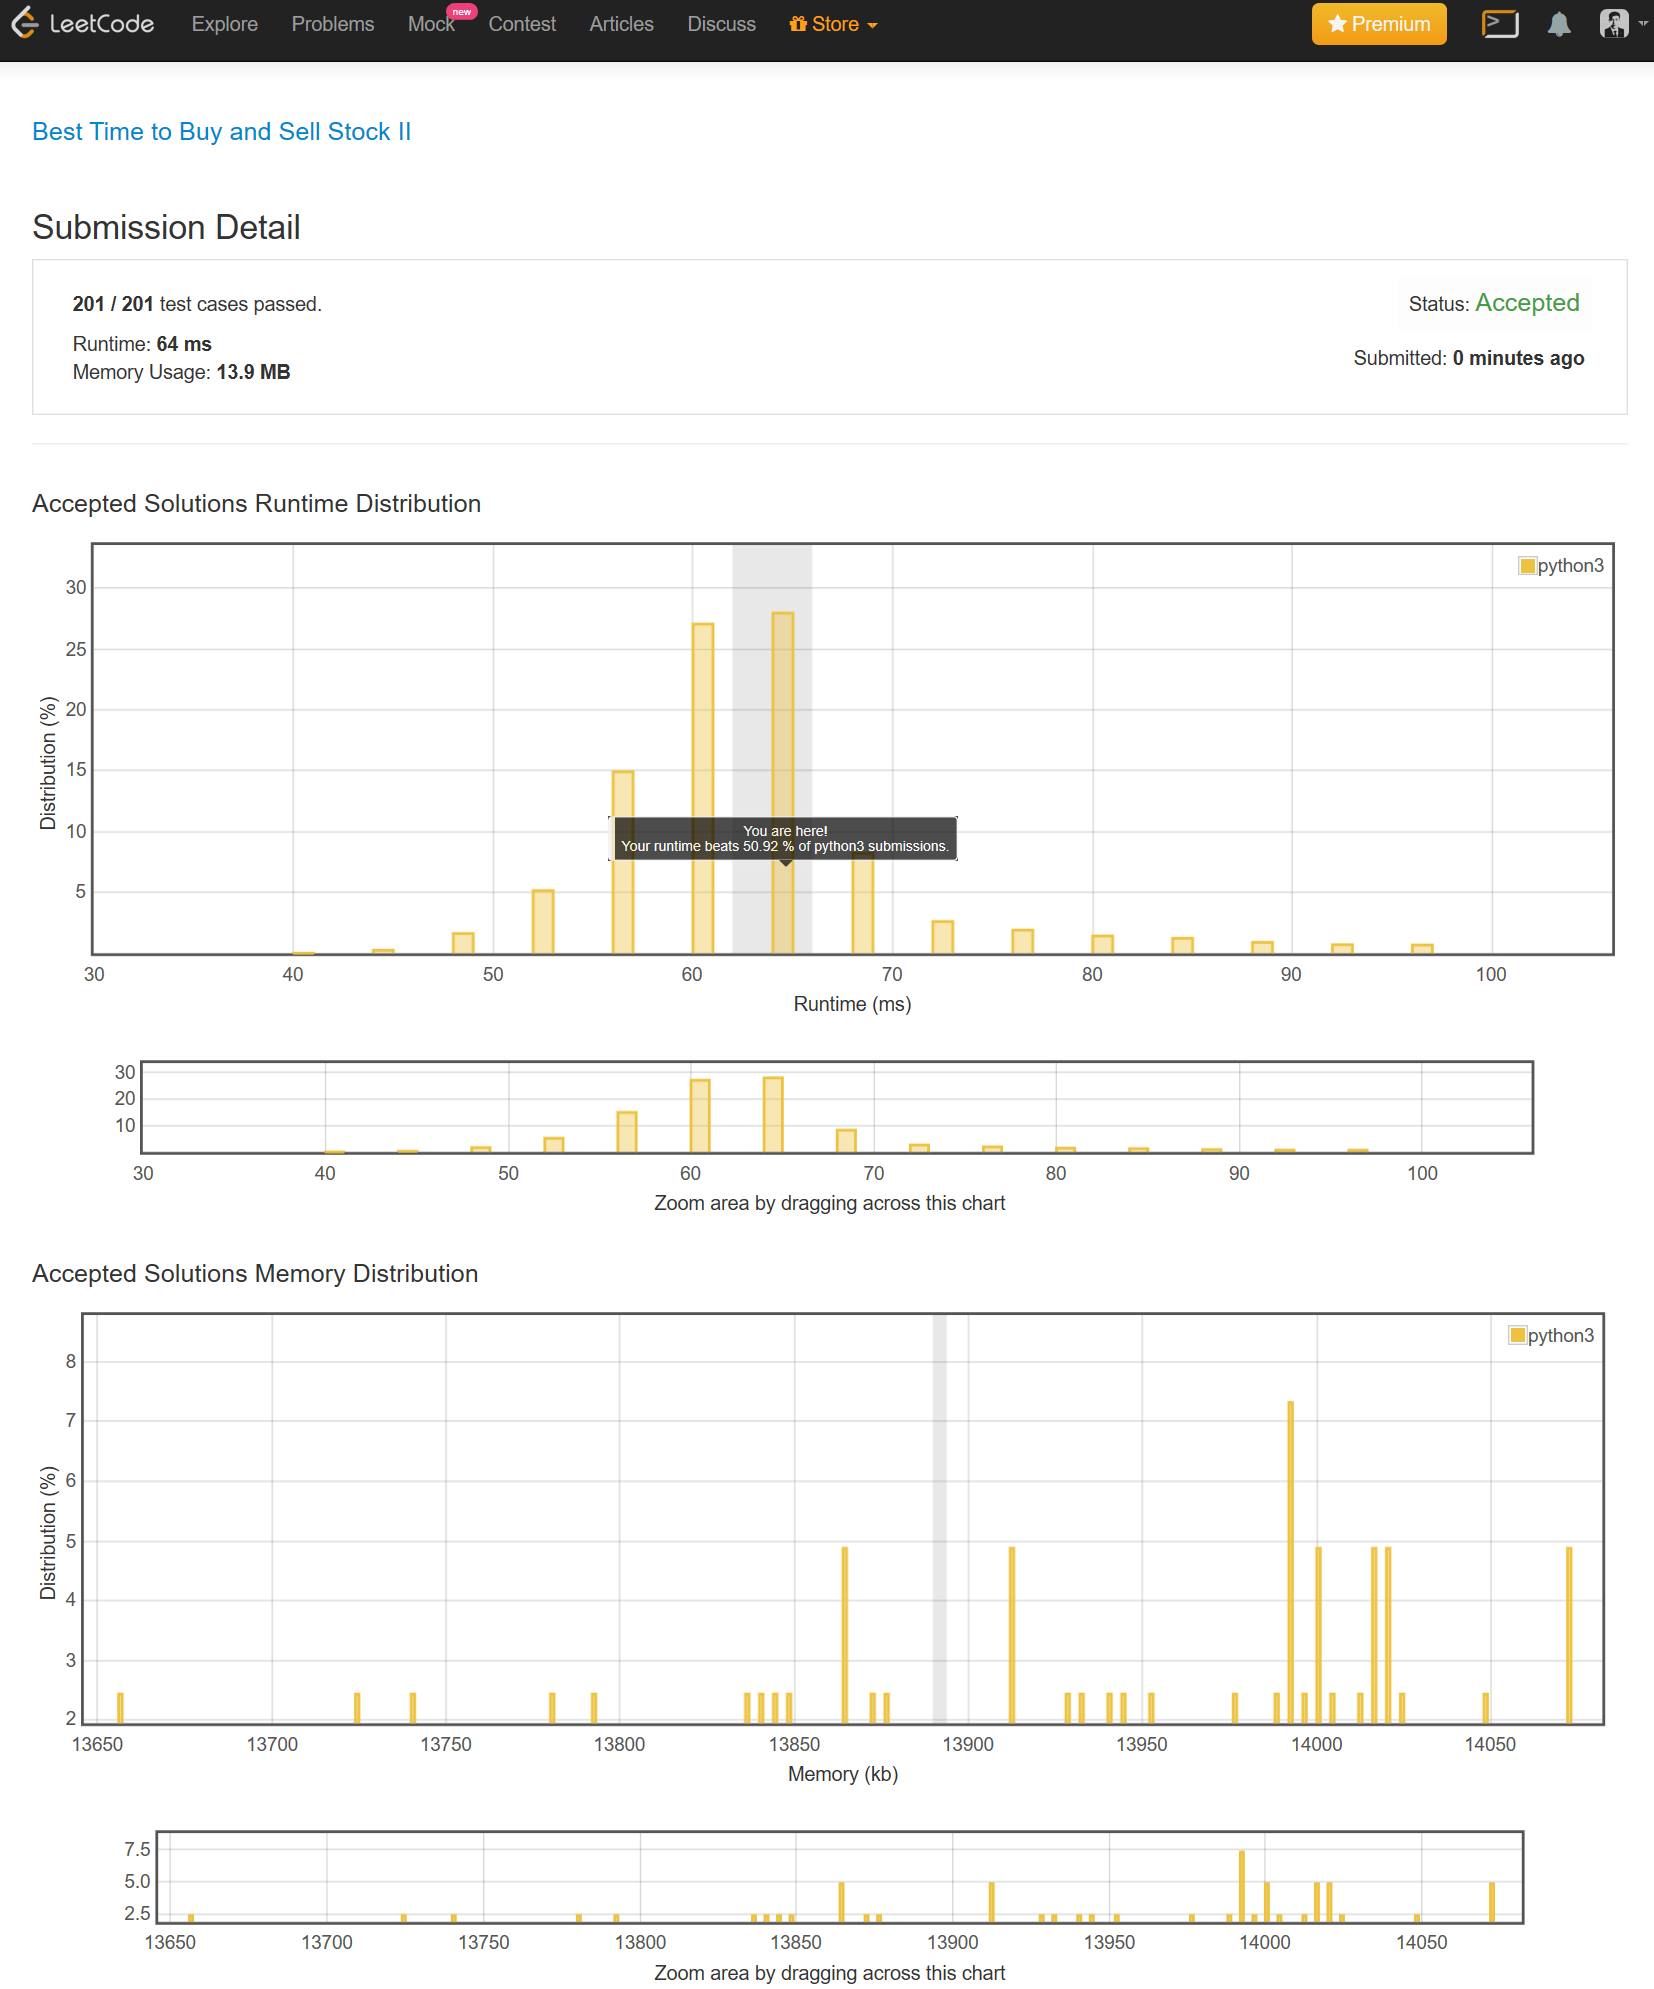 LeetCode Explore Problems Mock new Contest Articles Discuss Store Premium
Best Time to Buy and Sell Stock II
Submission Detail
201 / 201 test cases passed.
Status: Accepted
Runtime: 64 ms
Submitted: 0 minutes ago
Memory Usage: 13.9 MB
Accepted Solutions Runtime Distribution
python3
30
25
20
15
10
5
Distribution (%)
You are here!
Your runtime beats 50.92 % of python3 submissions.
30 40 50 60 70 80 90 100
Runtime (ms)
30
20
10
30 40 50 60 70 80 90 100
Zoom area by dragging across this chart
Accepted Solutions Memory Distribution
python3
8
7
6
5
4
3
2
Distribution (%)
13650 13700 13750 13800 13850 13900 13950 14000 14050
Memory (kb)
7.5
5.0
2.5
13650 13700 13750 13800 13850 13900 13950 14000 14050
Zoom area by dragging across this chart